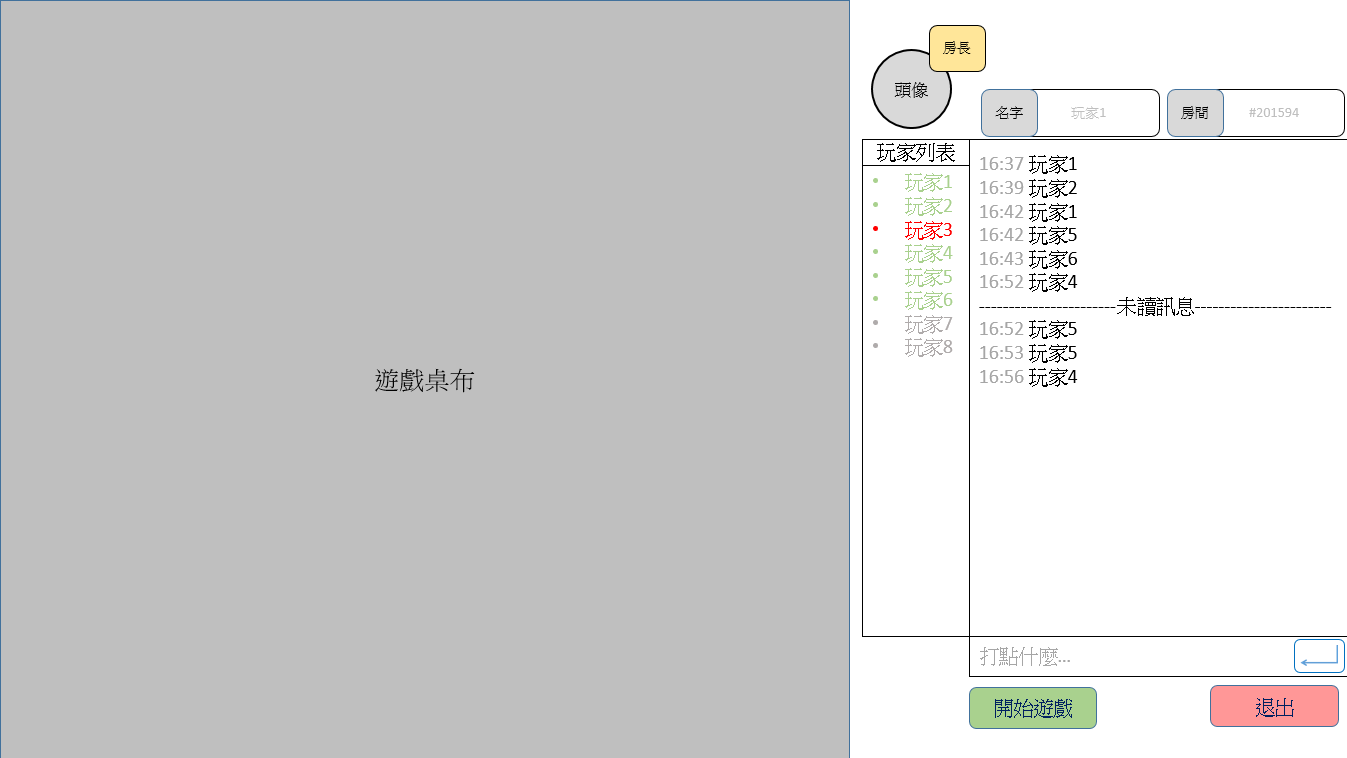 遊戲桌布
房長
頭像
名字 玩家1
房間 #201594
玩家列表
• 玩家1
• 玩家2
• 玩家3
• 玩家4
• 玩家5
• 玩家6
• 玩家7
• 玩家8
16:37 玩家1
16:39 玩家2
16:42 玩家1
16:42 玩家5
16:43 玩家6
16:52 玩家4
-----------------------未讀訊息-----------------------
16:52 玩家5
16:53 玩家5
16:56 玩家4
打點什麼...
開始遊戲
退出